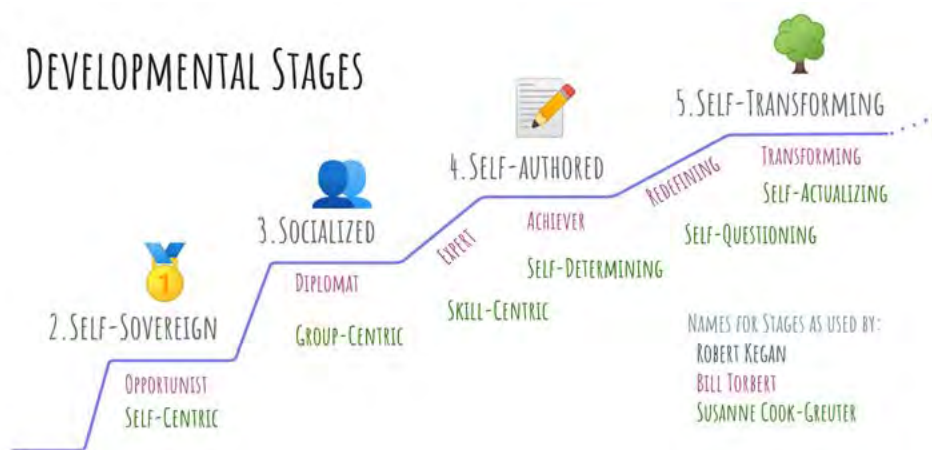 DEVELOPMENTAL STAGES
5.SELF-TRANSFORMING
4.SELF-AUTHORED
TRANSFORMING
REDEFINING
SELF-ACTUALIZING
3.SOCIALIZED
ACHIEVER
SELF-QUESTIONING
EXPERT
SELF-DETERMINING
DIPLOMAT
SKILL-CENTRIC
2.SELF-SOVEREIGN
GROUP-CENTRIC
1
OPPORTUNIST
SELF-CENTRIC
NAMES FOR STAGES AS USED BY:
ROBERT KEGAN
BILL TORBERT
SUSANNE COOK-GREUTER